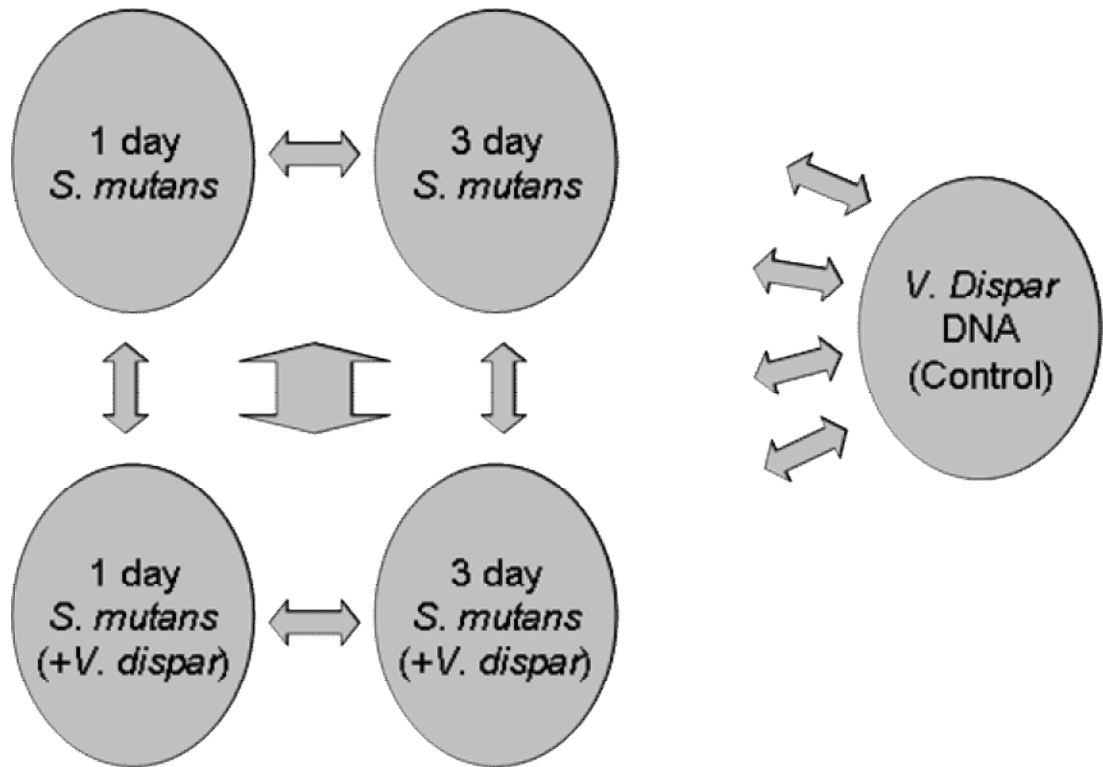 1 day
S. mutans
3 day
S. mutans
V. Dispar
DNA
(Control)
1 day
S. mutans
(+V. dispar)
3 day
S. mutans
(+V. dispar)